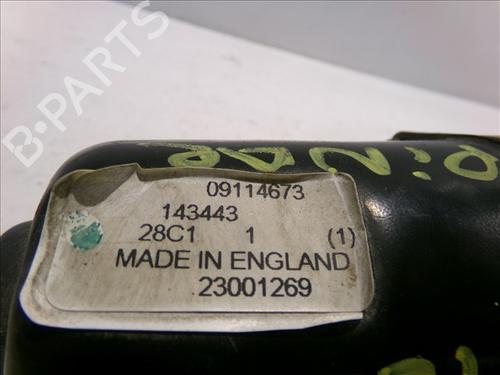 B-PARTS
09114673
143443
28C1 1 (1)
MADE IN ENGLAND
23001269